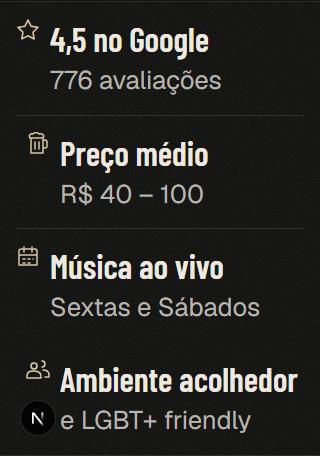 4,5 no Google
776 avaliações
Preço médio
R$ 40 – 100
Música ao vivo
Sextas e Sábados
Ambiente acolhedor
N e LGBT+ friendly